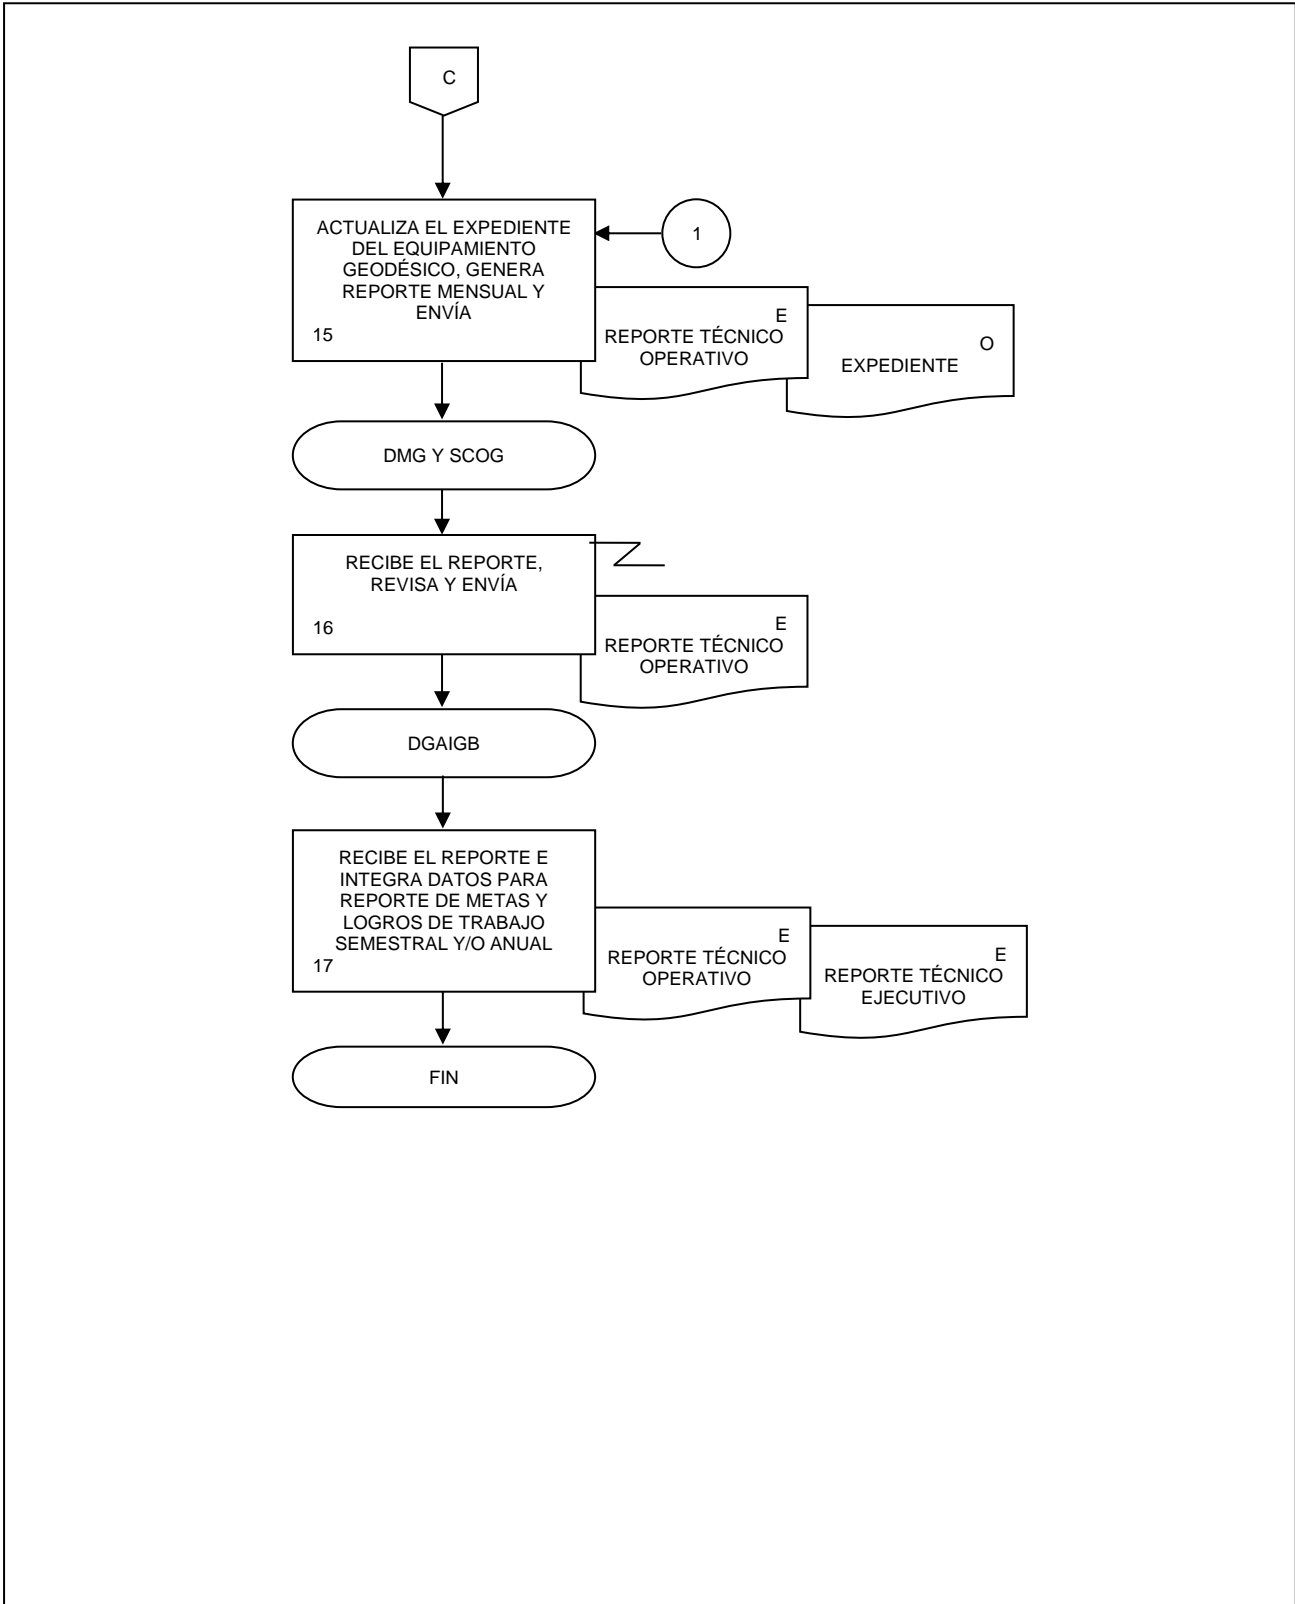 C
ACTUALIZA EL EXPEDIENTE
DEL EQUIPAMIENTO
GEODÉSICO, GENERA
REPORTE MENSUAL Y
ENVÍA
15
1
E
REPORTE TÉCNICO
OPERATIVO
O
EXPEDIENTE
DMG Y SCOG
RECIBE EL REPORTE,
REVISA Y ENVÍA
16
E
REPORTE TÉCNICO
OPERATIVO
DGAIGB
RECIBE EL REPORTE E
INTEGRA DATOS PARA
REPORTE DE METAS Y
LOGROS DE TRABAJO
SEMESTRAL Y/O ANUAL
17
E
REPORTE TÉCNICO
OPERATIVO
E
REPORTE TÉCNICO
EJECUTIVO
FIN